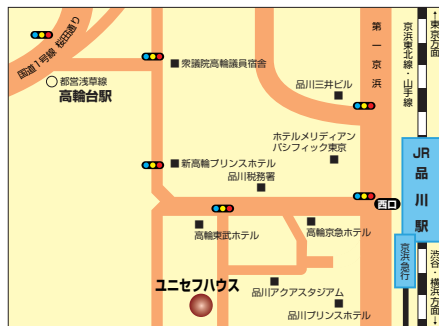 国道1号線 桜田通り
都営浅草線
高輪台駅
衆議院高輪議員宿舎
品川三井ビル
第一京浜
京浜東北線・山手線
↑東京方面
ホテルメリディアン
パシフィック東京
新高輪プリンスホテル
品川税務署
JR品川駅
西口
高輪東武ホテル
高輪京急ホテル
京浜急行
渋谷・横浜方面↓
ユニセフハウス
品川アクアスタジアム
品川プリンスホテル